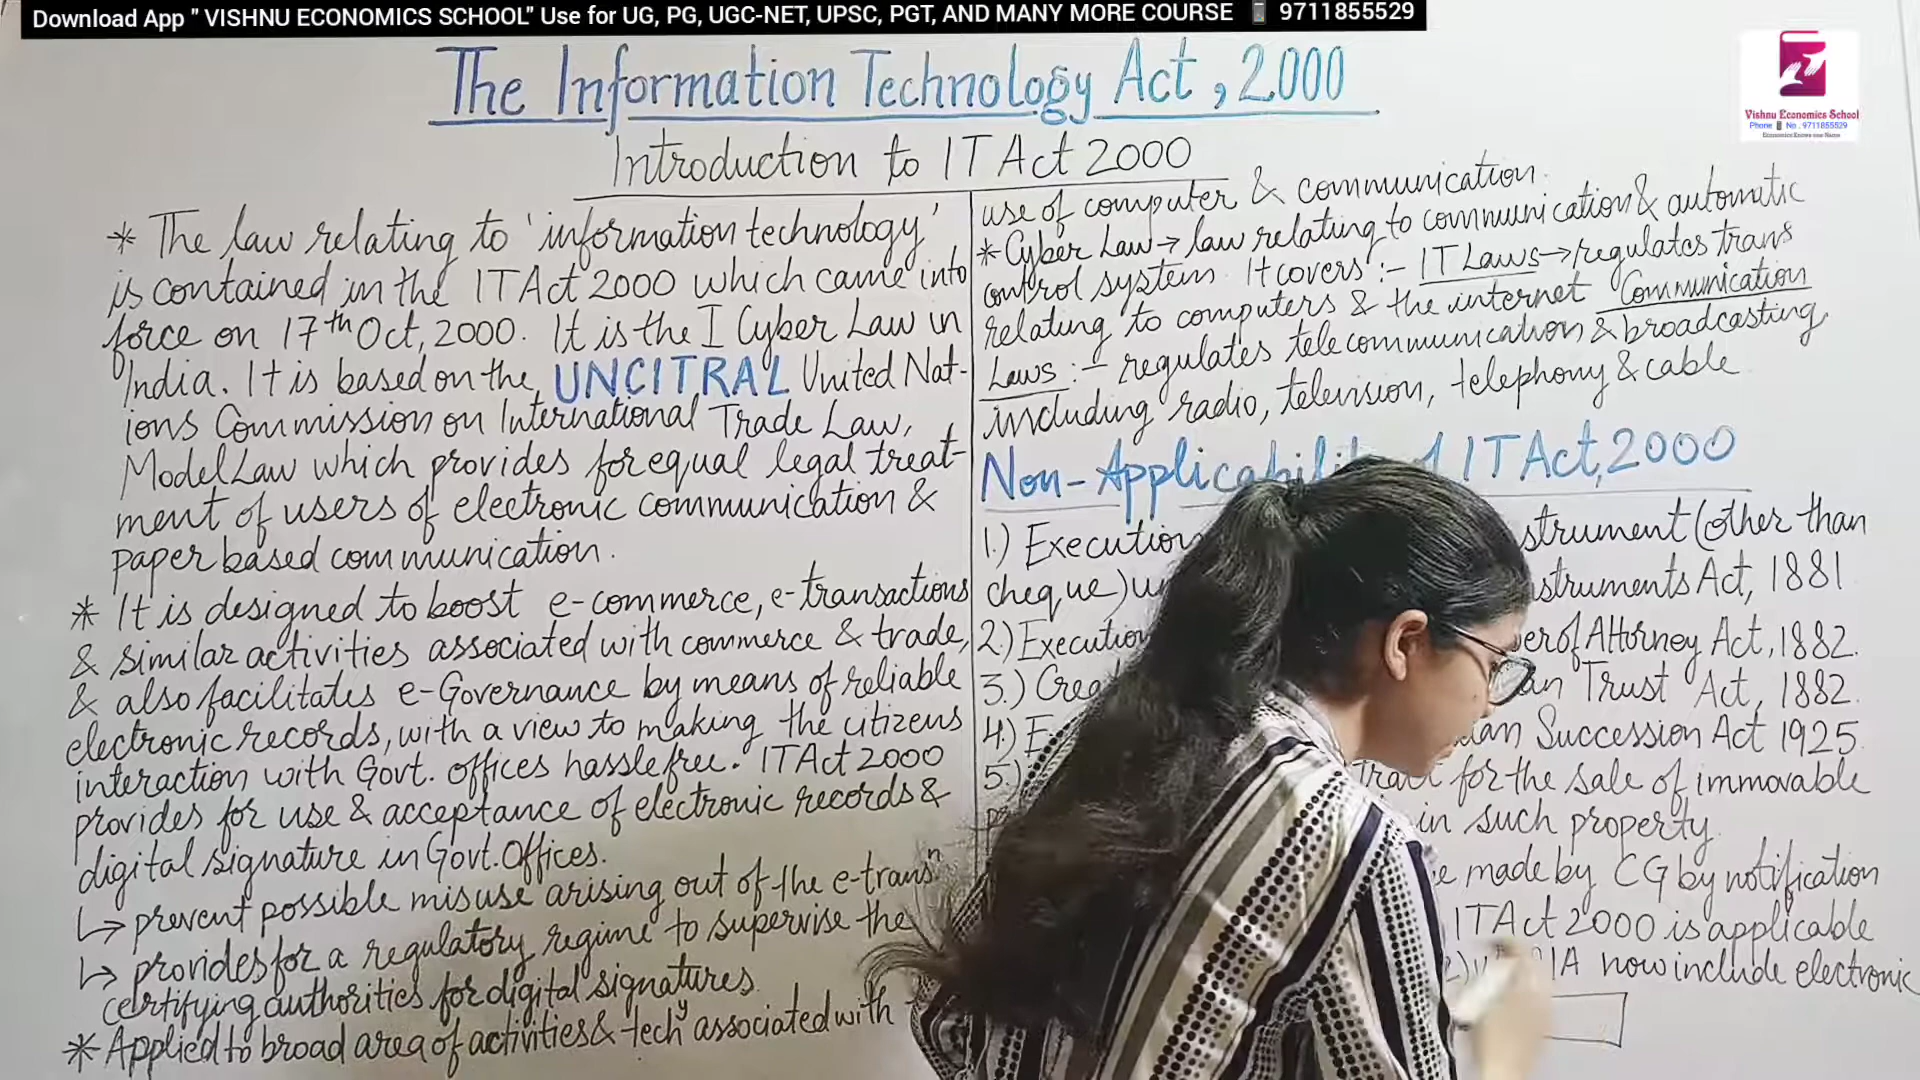 Download App " VISHNU ECONOMICS SCHOOL" Use for UG, PG, UGC-NET, UPSC, PGT, AND MANY MORE COURSE 9711855529
Vishnu Economics School
Phone No. 9711855529
The Information Technology Act, 2000
Introduction to IT Act 2000
* The law relating to 'information technology'
is contained in the IT Act 2000 which came into
force on 17th Oct, 2000. It is the I Cyber Law in
India. It is based on the UNCITRAL United Nat-
ions Commission on International Trade Law,
Model Law which provides for equal legal treat-
ment of users of electronic communication &
paper based communication.
* It is designed to boost e-commerce, e-transactions
& similar activities associated with commerce & trade,
& also facilitates e-Governance by means of reliable
electronic records, with a view to making the citizens
interaction with Govt. offices hasslefree. IT Act 2000
provides for use & acceptance of electronic records &
digital signature in Govt. Offices.
↳ prevent possible misuse arising out of the e-transn
↳ provides for a regulatory regime to supervise the
certifying authorities for digital signatures.
* Applied to broad area of activities & techy associated with
use of computer & communication.
* Cyber Law → law relating to communication & automatic
control system. It covers :- IT Laws → regulates trans
relating to computers & the internet Communication
Laws :- regulates telecommunication & broadcasting
including radio, television, telephony & cable
Non-Applicability IT Act, 2000
1.) Execution strument (other than
cheque) struments Act, 1881
2.) Execution of Attorney Act, 1882.
3.) Trust Act, 1882.
4.) Succession Act 1925.
5.) for the sale of immovable
in such property.
made by CG by notification
IT Act 2000 is applicable
now include electronic